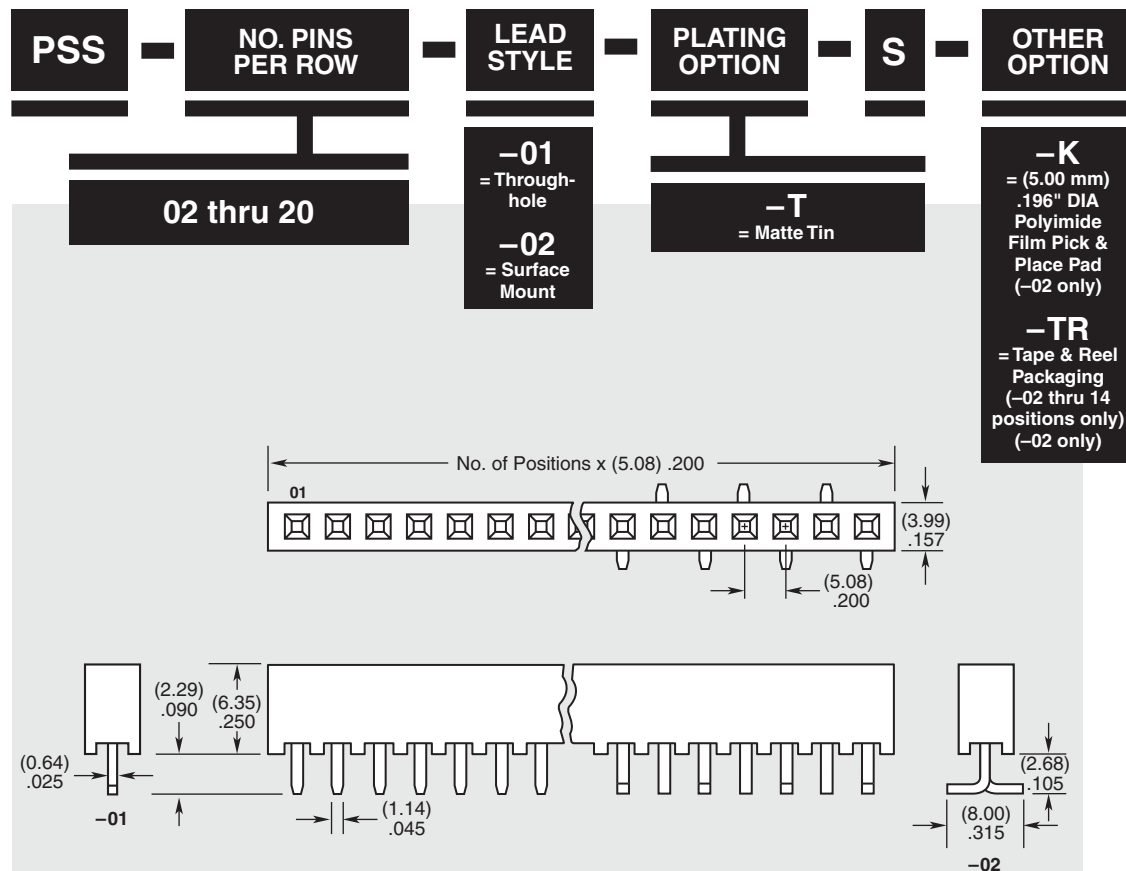 PSS – NO. PINS PER ROW – LEAD STYLE – PLATING OPTION – S – OTHER OPTION
02 thru 20
–01
= Through-
hole
–02
= Surface
Mount
–T
= Matte Tin
–K
= (5.00 mm)
.196" DIA
Polyimide
Film Pick &
Place Pad
(–02 only)
–TR
= Tape & Reel
Packaging
(–02 thru 14
positions only)
(–02 only)
No. of Positions x (5.08) .200
01
(3.99)
.157
(5.08)
.200
(2.29)
.090
(6.35)
.250
(0.64)
.025
–01
(1.14)
.045
(2.68)
.105
(8.00)
.315
–02